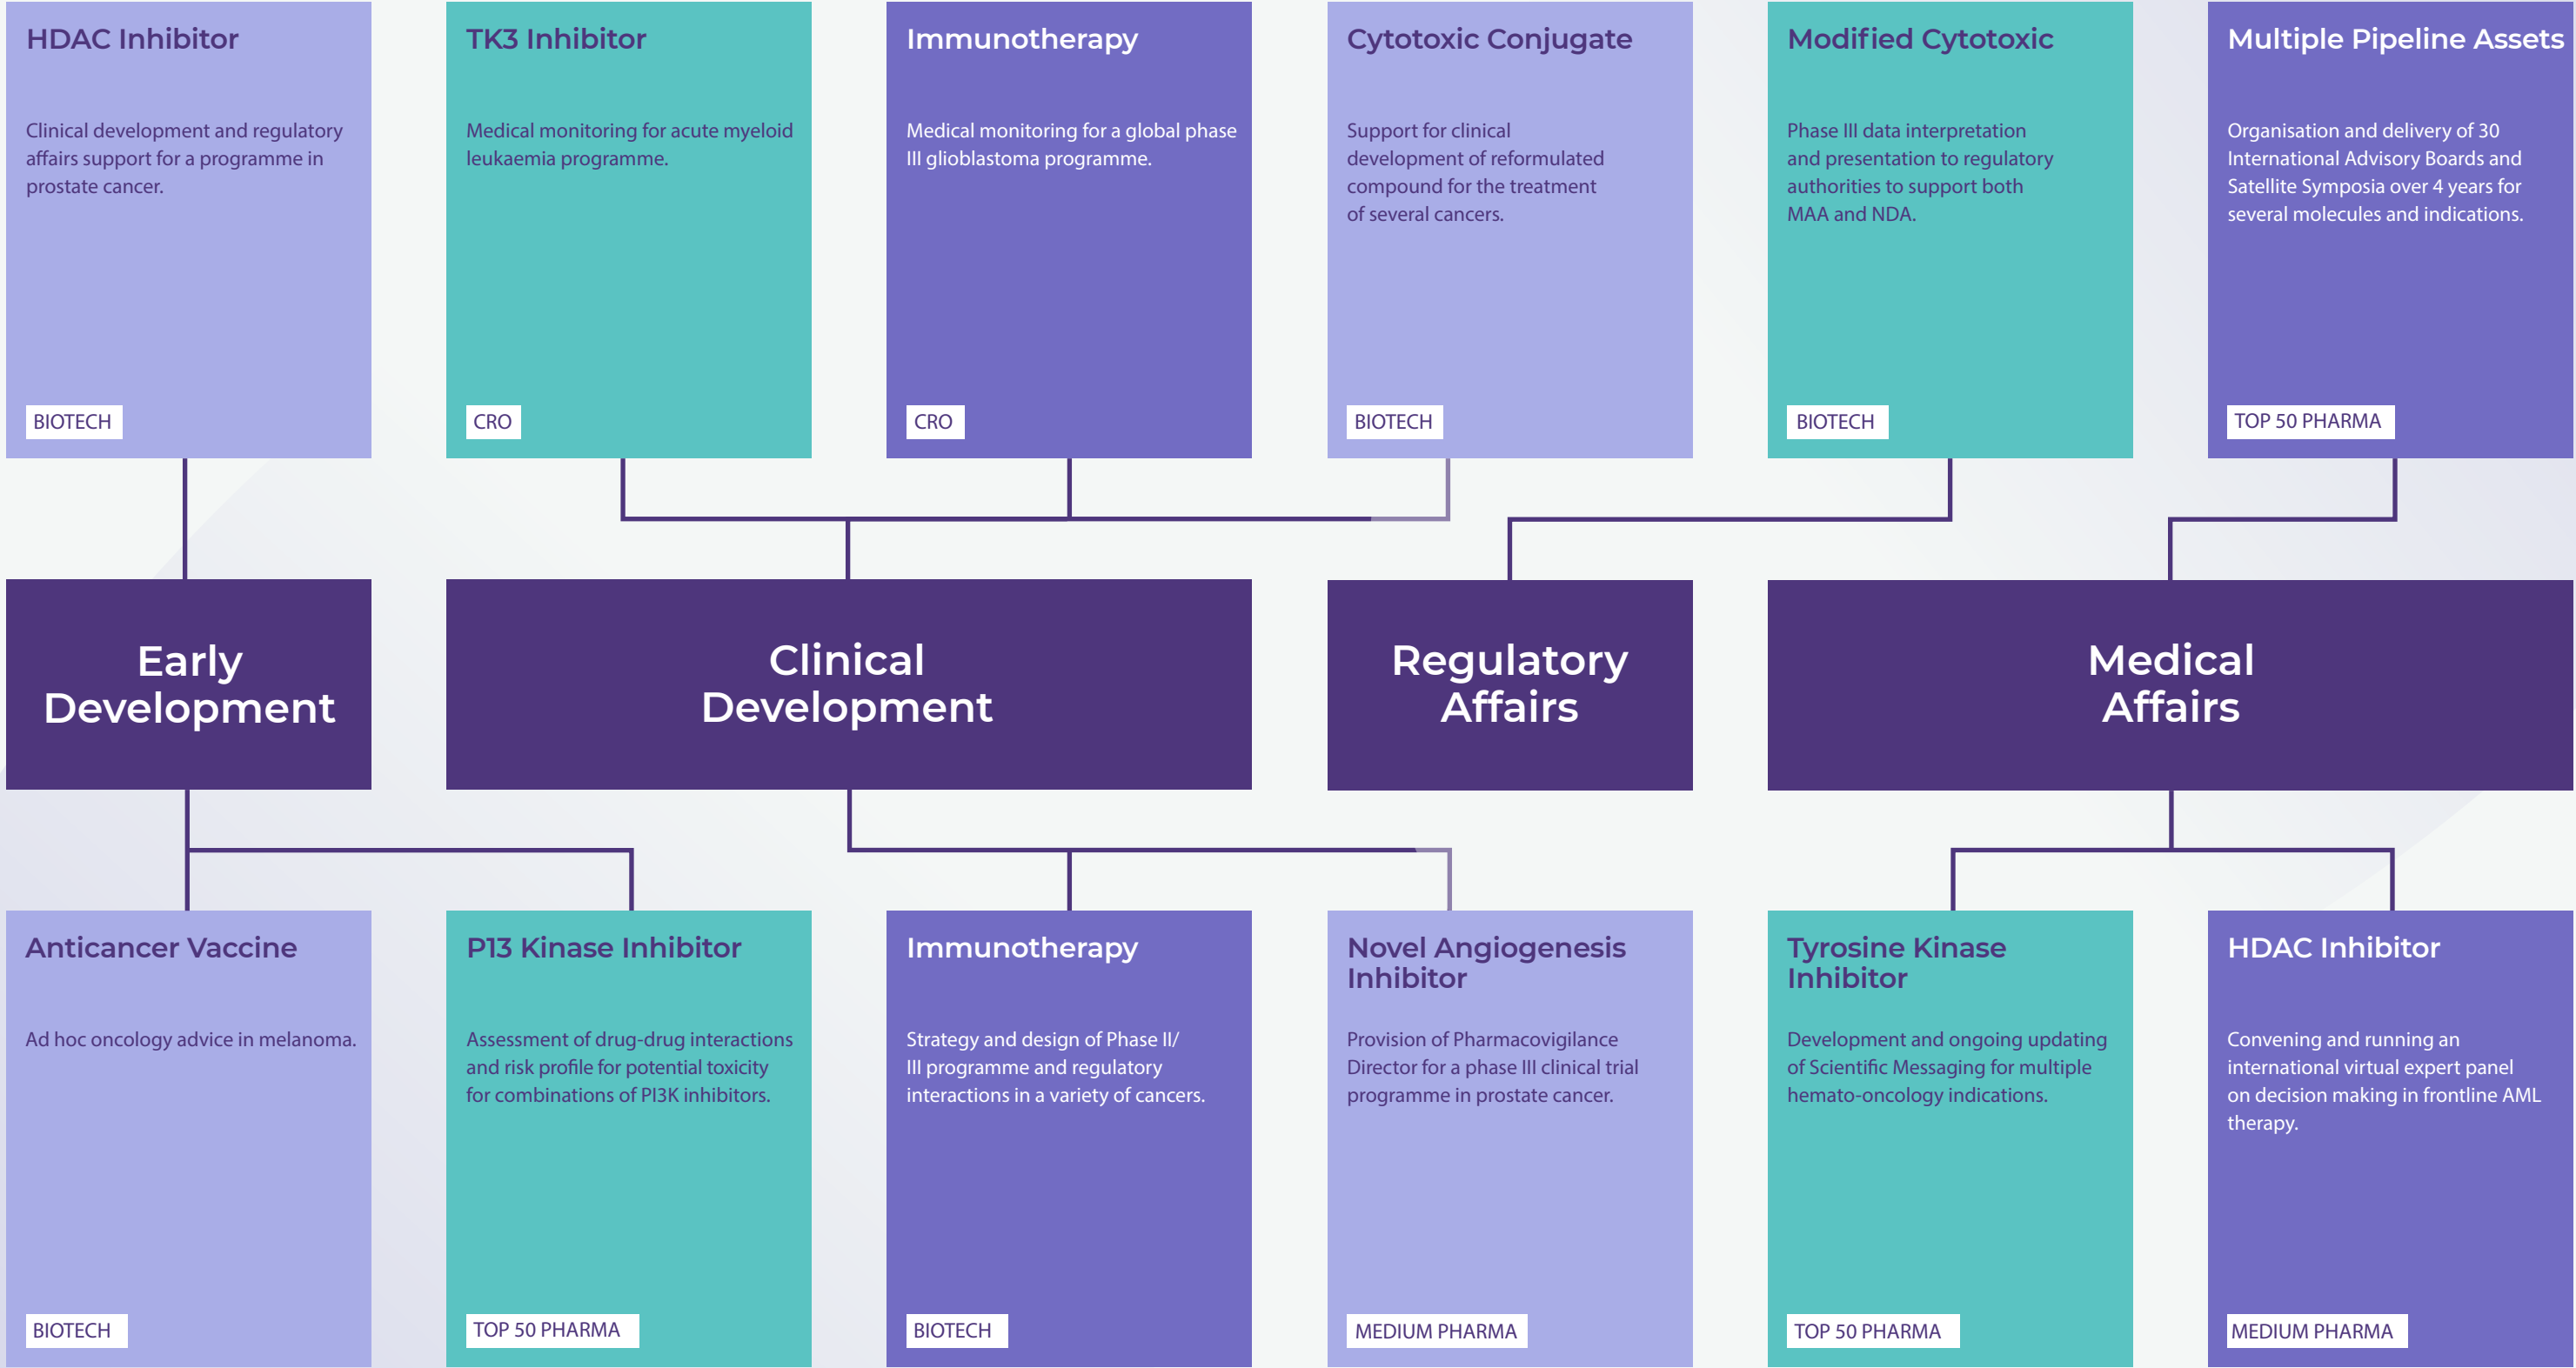 HDAC Inhibitor
Clinical development and regulatory
affairs support for a programme in
prostate cancer.
BIOTECH
TK3 Inhibitor
Medical monitoring for acute myeloid
leukaemia programme.
CRO
Immunotherapy
Medical monitoring for a global phase
III glioblastoma programme.
CRO
Cytotoxic Conjugate
Support for clinical
development of reformulated
compound for the treatment
of several cancers.
BIOTECH
Modified Cytotoxic
Phase III data interpretation
and presentation to regulatory
authorities to support both
MAA and NDA.
BIOTECH
Multiple Pipeline Assets
Organisation and delivery of 30
International Advisory Boards and
Satellite Symposia over 4 years for
several molecules and indications.
TOP 50 PHARMA
Early
Development
Clinical
Development
Regulatory
Affairs
Medical
Affairs
Anticancer Vaccine
Ad hoc oncology advice in melanoma.
BIOTECH
P13 Kinase Inhibitor
Assessment of drug-drug interactions
and risk profile for potential toxicity
for combinations of PI3K inhibitors.
TOP 50 PHARMA
Immunotherapy
Strategy and design of Phase II/
III programme and regulatory
interactions in a variety of cancers.
BIOTECH
Novel Angiogenesis
Inhibitor
Provision of Pharmacovigilance
Director for a phase III clinical trial
programme in prostate cancer.
MEDIUM PHARMA
Tyrosine Kinase
Inhibitor
Development and ongoing updating
of Scientific Messaging for multiple
hemato-oncology indications.
TOP 50 PHARMA
HDAC Inhibitor
Convening and running an
international virtual expert panel
on decision making in frontline AML
therapy.
MEDIUM PHARMA